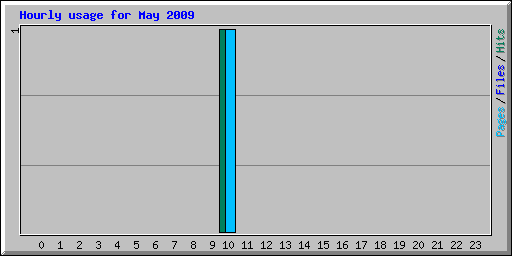 Hourly usage for May 2009
1
Pages/Files/Hits
0 1 2 3 4 5 6 7 8 9 10 11 12 13 14 15 16 17 18 19 20 21 22 23